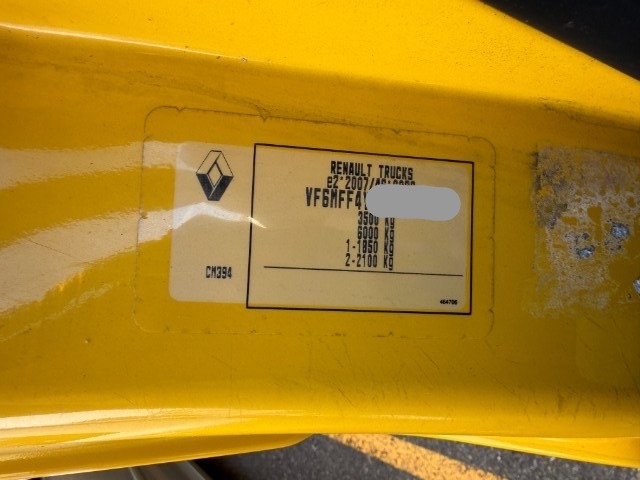 RENAULT TRUCKS
VF6MFF4
3500 kg
6000 kg
1-1850 kg
2-2100 kg
CM394